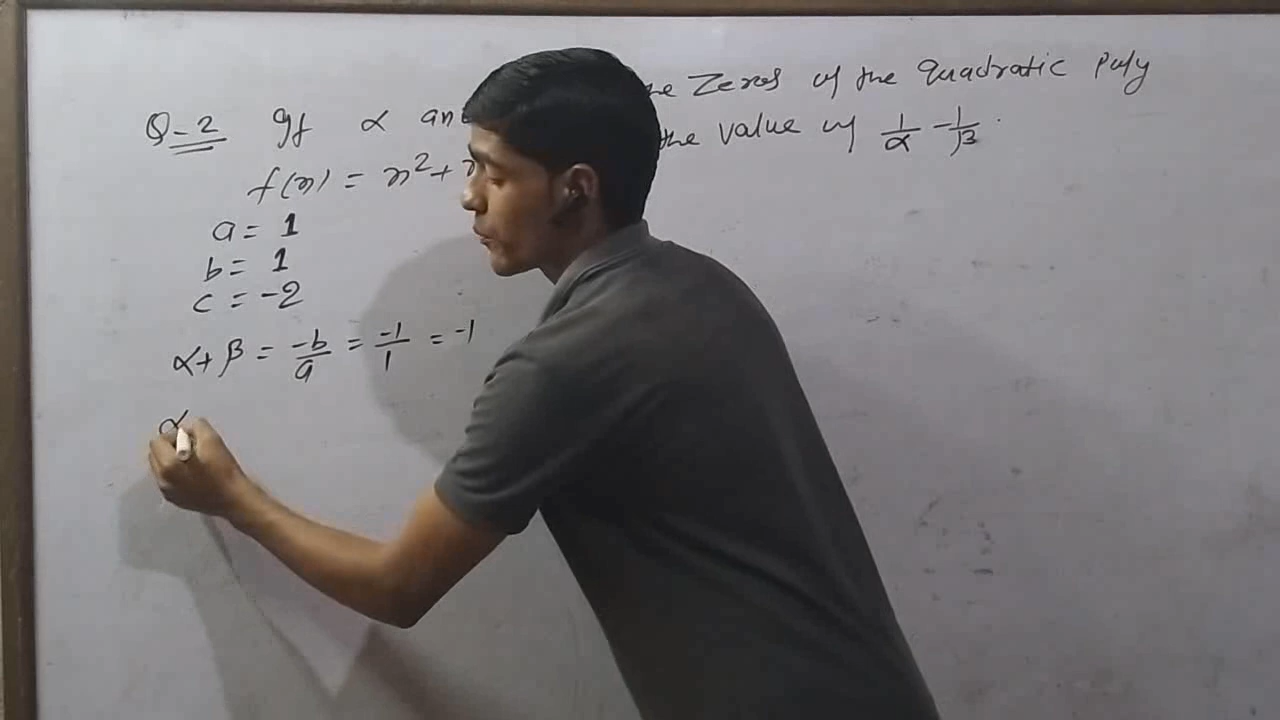 Q-2 If α an he Zeros of the quadratic Poly
f(x) = x²+ the value of 1/α - 1/β.
a = 1
b = 1
c = -2
α+β = -b/a = -1/1 = -1
α